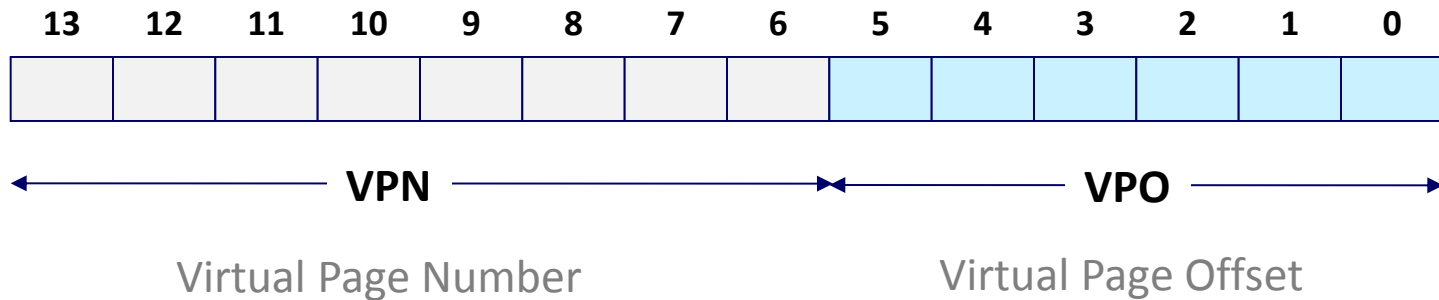 13 12 11 10 9 8 7 6 5 4 3 2 1 0
VPN VPO
Virtual Page Number Virtual Page Offset